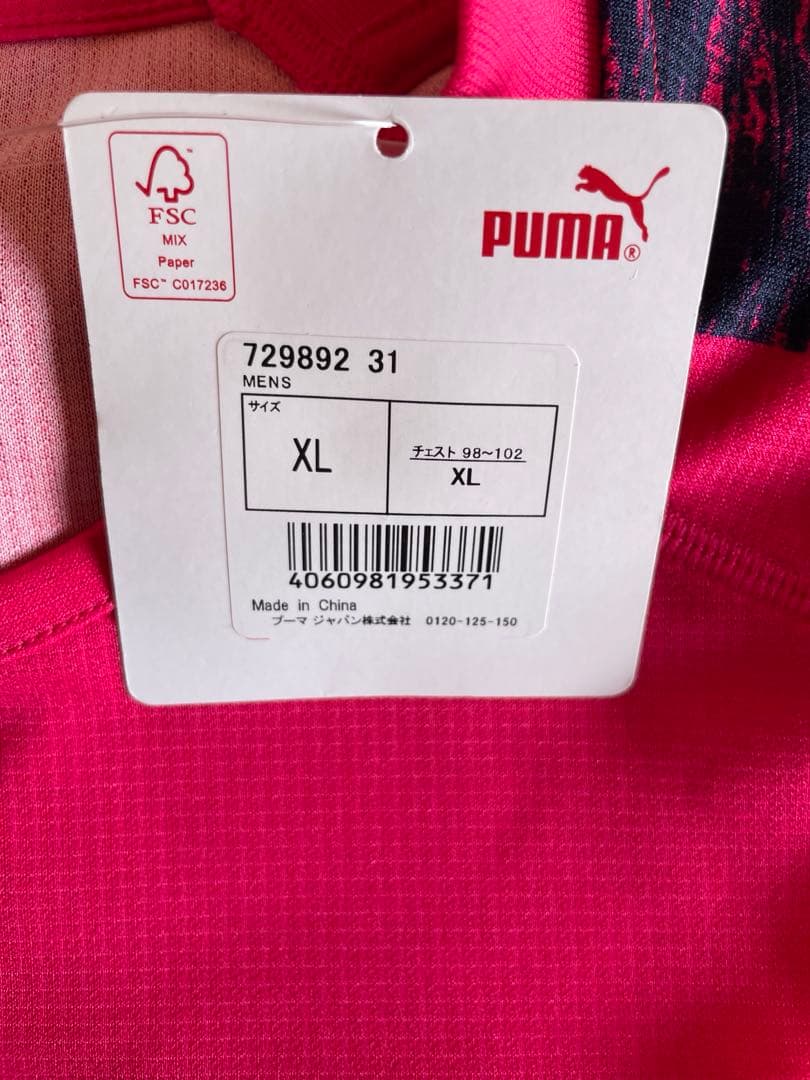 FSC™
MIX
Paper
FSC™ C017236
PUMA®
729892 31
MENS
サイズ
XL
チェスト 98~102
XL
4060981953371
Made in China
プーマ ジャパン株式会社 0120-125-150